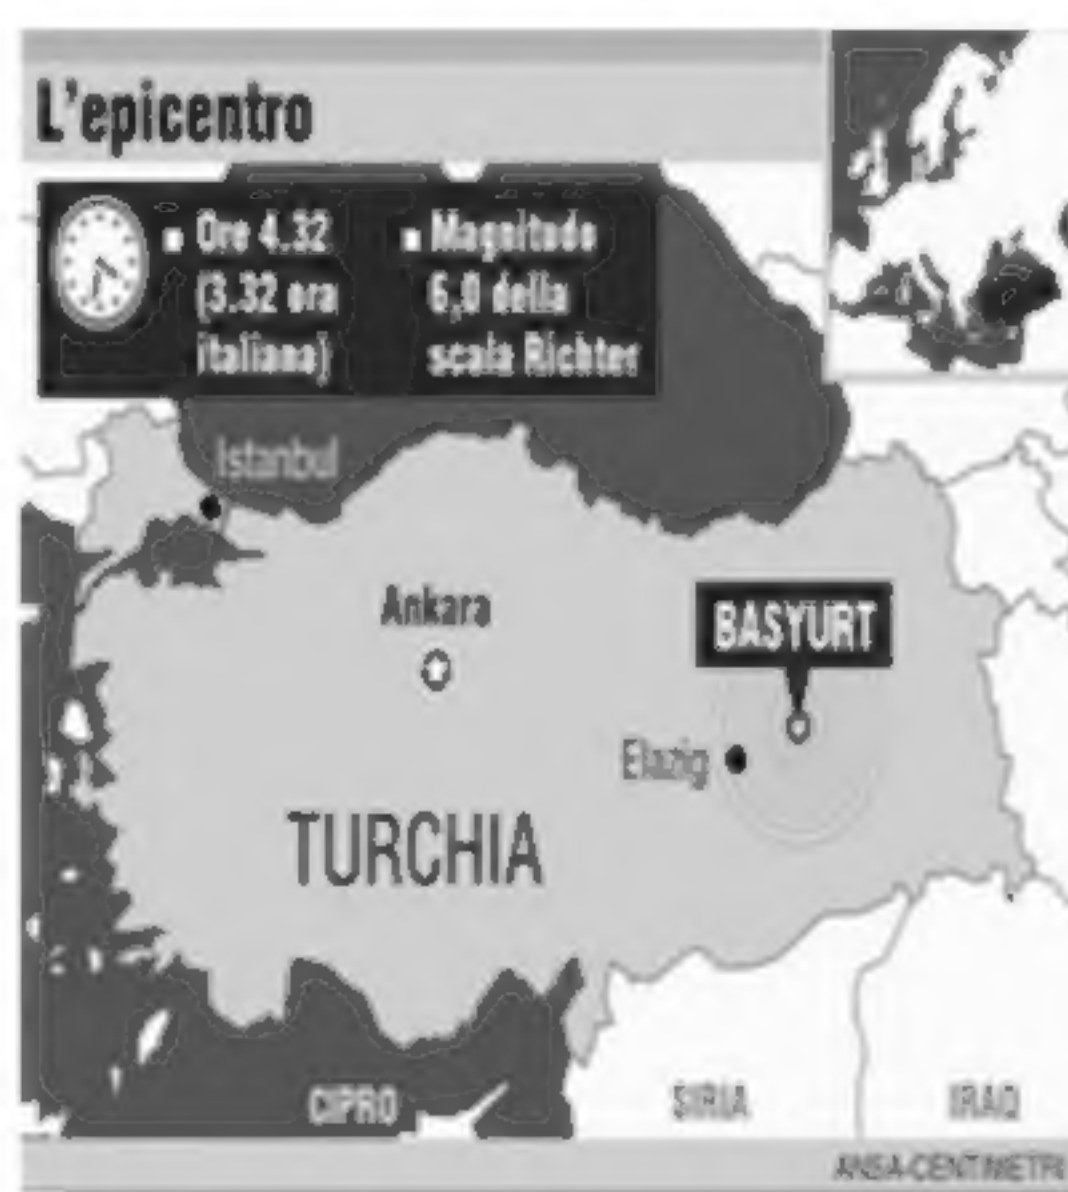 L'epicentro
Ore 4.32
(3.32 ora
italiana)
Magnitudo
6,0 della
scala Richter
Istanbul
Ankara
BASYURT
Elazig
TURCHIA
CIPRO
SIRIA
IRAQ
ANSA-CENTIMETRI